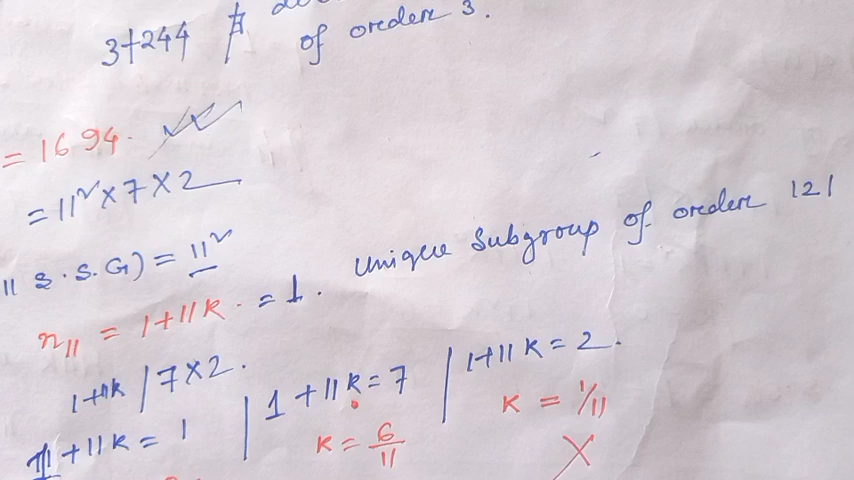 3+244
of order 3.
= 1694.
= 11² × 7 × 2
11 S.S.G) = 11²
n₁₁ = 1+11K = 1. unique subgroup of order 121
1+11K / 7×2.
1+11K = 1 | 1+11K = 7 | 1+11K = 2.
K = 6/11 K = 1/11
X